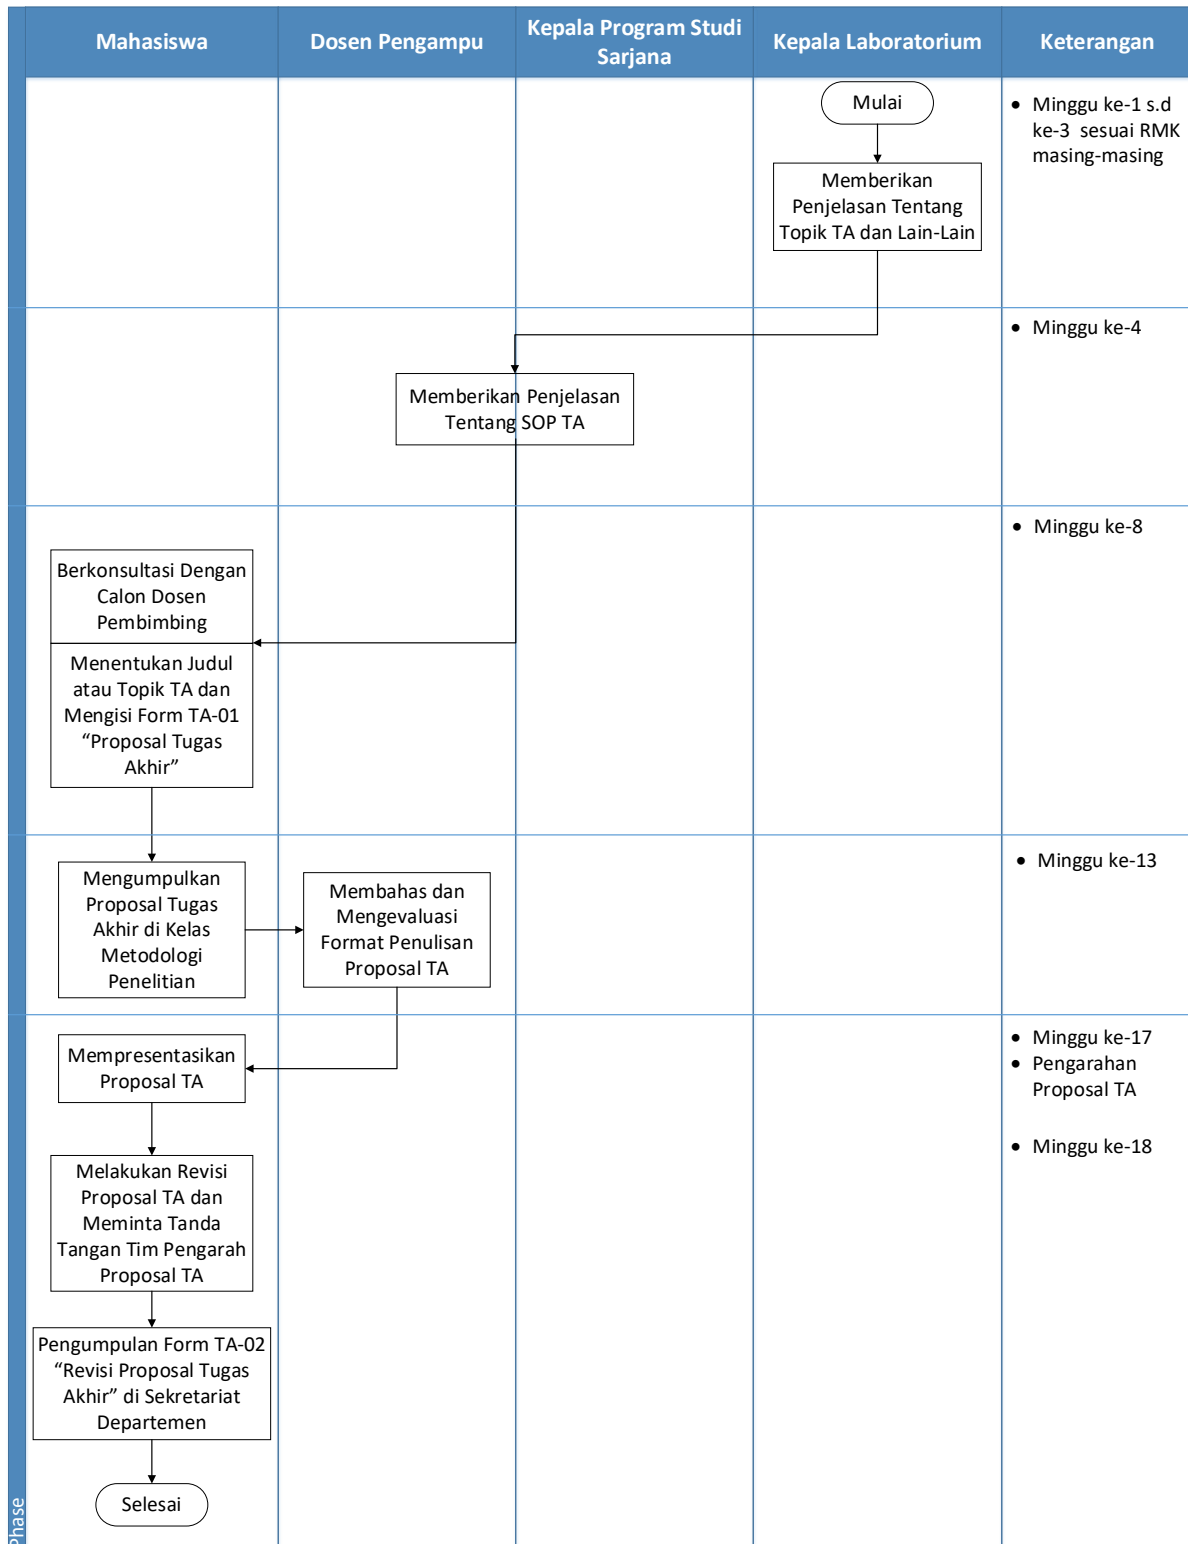 Mahasiswa
Dosen Pengampu
Kepala Program Studi
Sarjana
Kepala Laboratorium
Keterangan
Mulai
Memberikan
Penjelasan Tentang
Topik TA dan Lain-Lain
• Minggu ke-1 s.d
ke-3 sesuai RMK
masing-masing
Memberikan Penjelasan
Tentang SOP TA
• Minggu ke-4
Berkonsultasi Dengan
Calon Dosen
Pembimbing
Menentukan Judul
atau Topik TA dan
Mengisi Form TA-01
“Proposal Tugas
Akhir”
• Minggu ke-8
Mengumpulkan
Proposal Tugas
Akhir di Kelas
Metodologi
Penelitian
Membahas dan
Mengevaluasi
Format Penulisan
Proposal TA
• Minggu ke-13
Mempresentasikan
Proposal TA
• Minggu ke-17
• Pengarahan
Proposal TA
Melakukan Revisi
Proposal TA dan
Meminta Tanda
Tangan Tim Pengarah
Proposal TA
• Minggu ke-18
Pengumpulan Form TA-02
“Revisi Proposal Tugas
Akhir” di Sekretariat
Departemen
Selesai
Phase